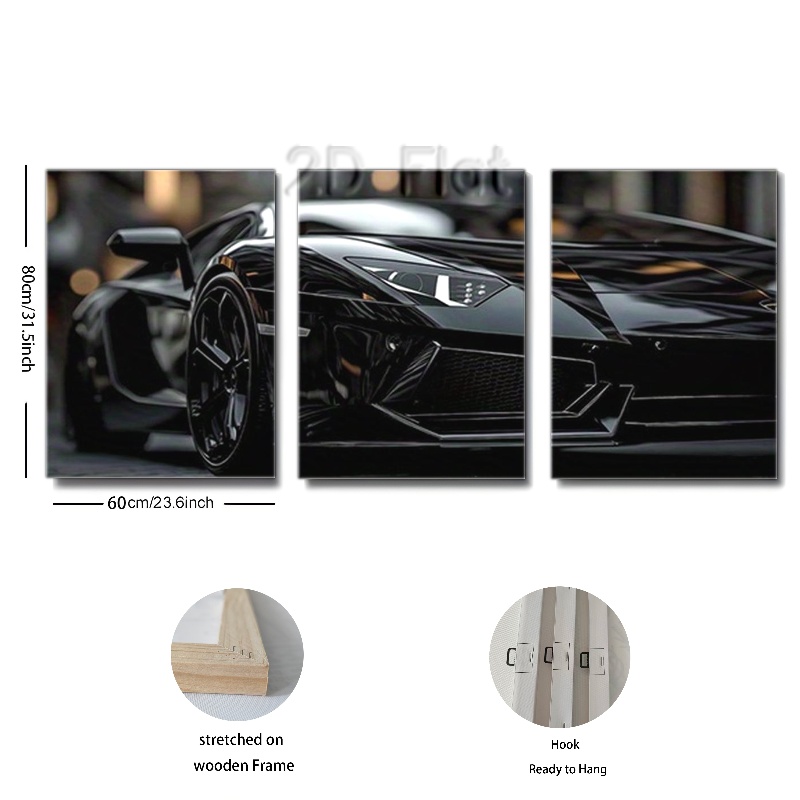 2D Flat
80cm/31.5inch
60cm/23.6inch
stretched on
wooden Frame
Hook
Ready to Hang